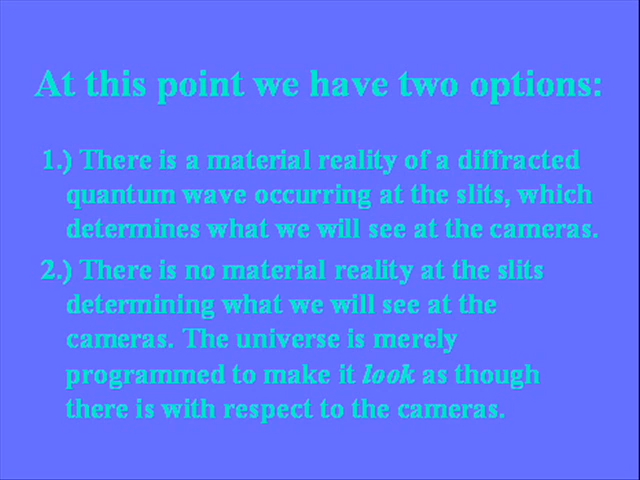 At this point we have two options:
1.) There is a material reality of a diffracted
quantum wave occurring at the slits, which
determines what we will see at the cameras.
2.) There is no material reality at the slits
determining what we will see at the
cameras. The universe is merely
programmed to make it look as though
there is with respect to the cameras.